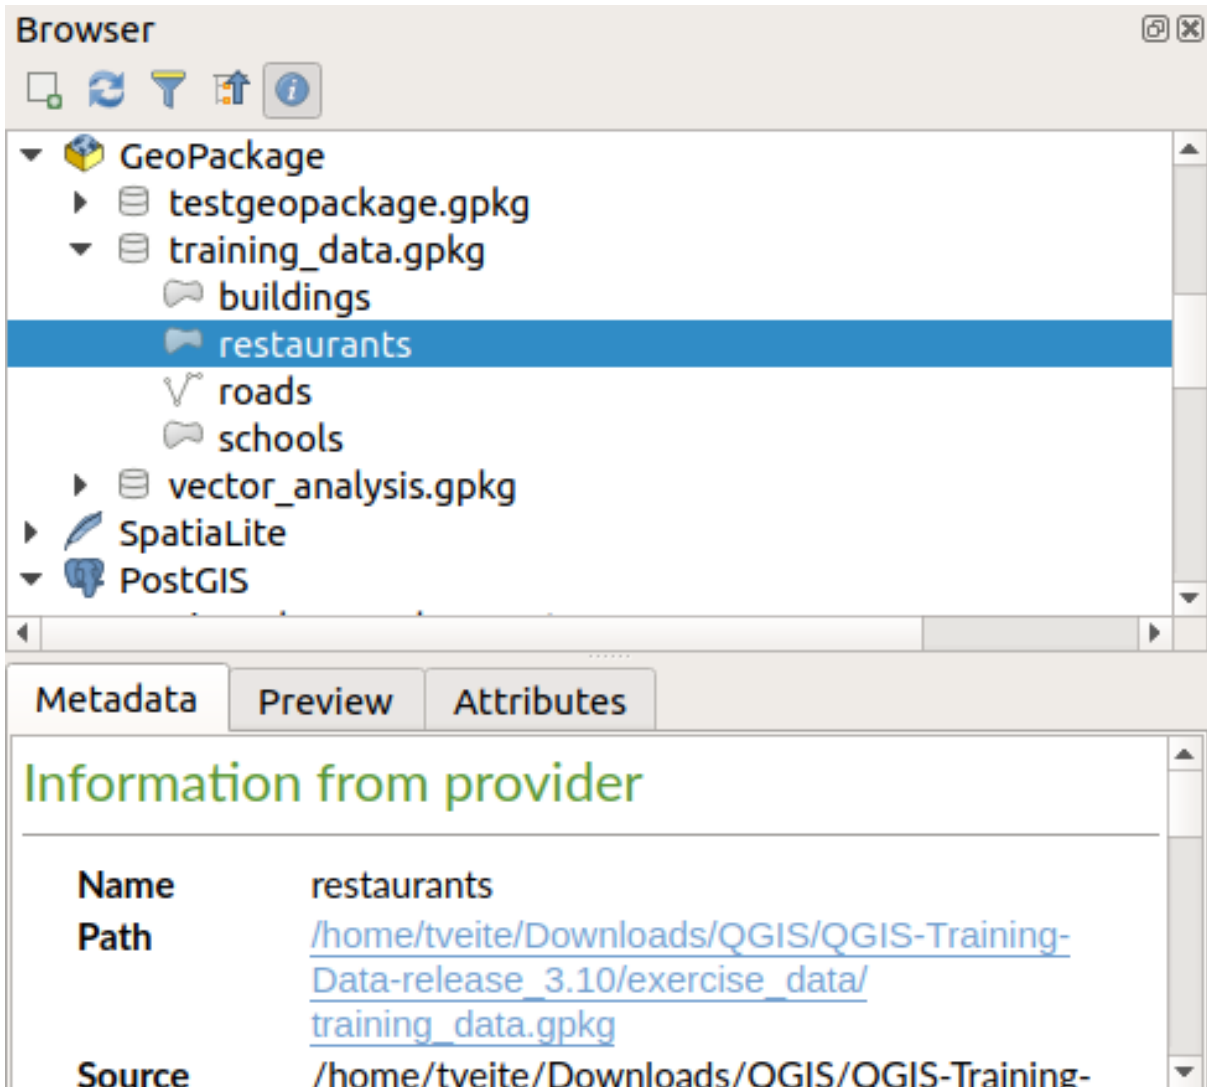 Browser
GeoPackage
testgeopackage.gpkg
training_data.gpkg
buildings
restaurants
roads
schools
vector_analysis.gpkg
SpatiaLite
PostGIS
Metadata Preview Attributes
Information from provider
Name restaurants
Path /home/tveite/Downloads/QGIS/QGIS-Training-
Data-release_3.10/exercise_data/
training_data.gpkg
Source /home/tveite/Downloads/QGIS/QGIS-Training-